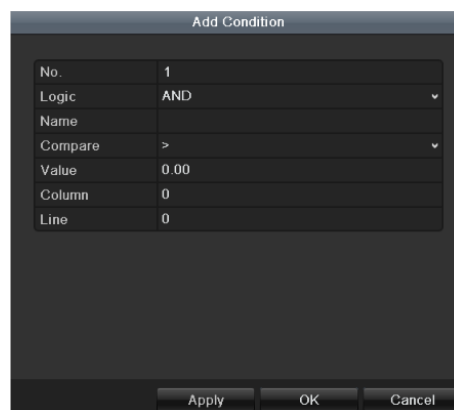 Add Condition
No. 1
Logic AND
Name
Compare >
Value 0.00
Column 0
Line 0
Apply OK Cancel